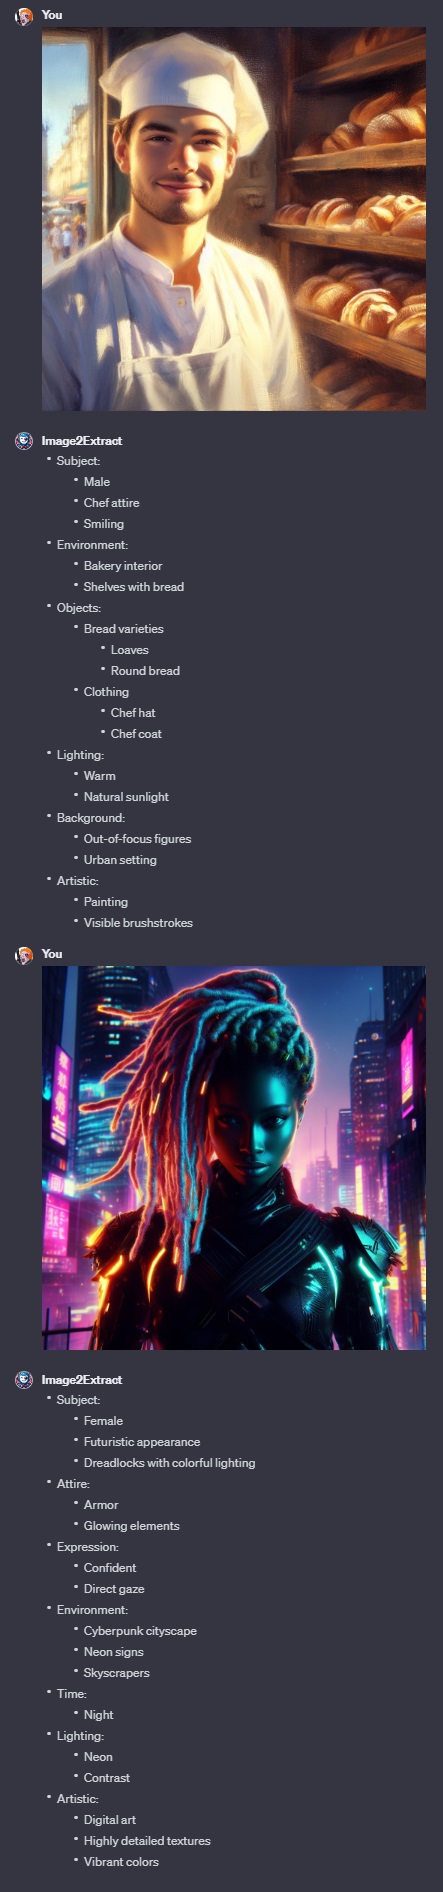 You
Image2Extract
• Subject:
• Male
• Chef attire
• Smiling
• Environment:
• Bakery interior
• Shelves with bread
• Objects:
• Bread varieties
• Loaves
• Round bread
• Clothing
• Chef hat
• Chef coat
• Lighting:
• Warm
• Natural sunlight
• Background:
• Out-of-focus figures
• Urban setting
• Artistic:
• Painting
• Visible brushstrokes
You
Image2Extract
• Subject:
• Female
• Futuristic appearance
• Dreadlocks with colorful lighting
• Attire:
• Armor
• Glowing elements
• Expression:
• Confident
• Direct gaze
• Environment:
• Cyberpunk cityscape
• Neon signs
• Skyscrapers
• Time:
• Night
• Lighting:
• Neon
• Contrast
• Artistic:
• Digital art
• Highly detailed textures
• Vibrant colors